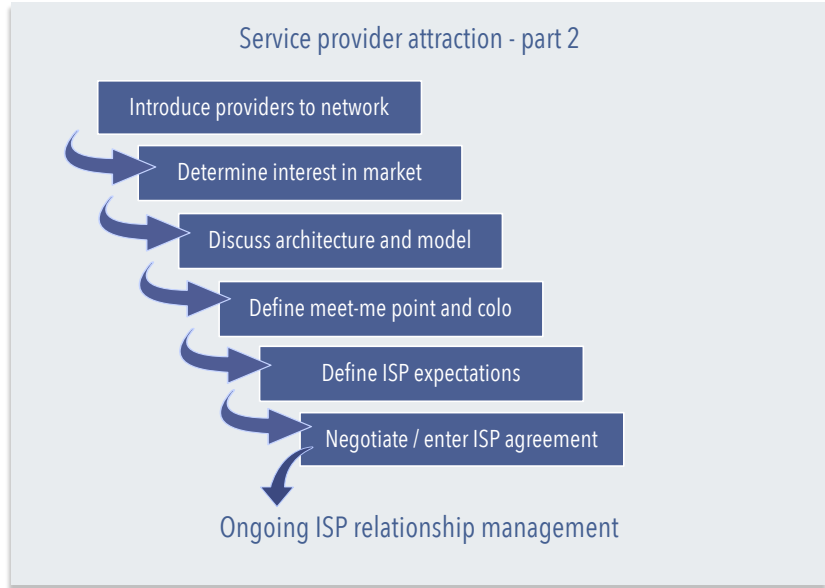 Service provider attraction - part 2
Introduce providers to network
Determine interest in market
Discuss architecture and model
Define meet-me point and colo
Define ISP expectations
Negotiate / enter ISP agreement
Ongoing ISP relationship management